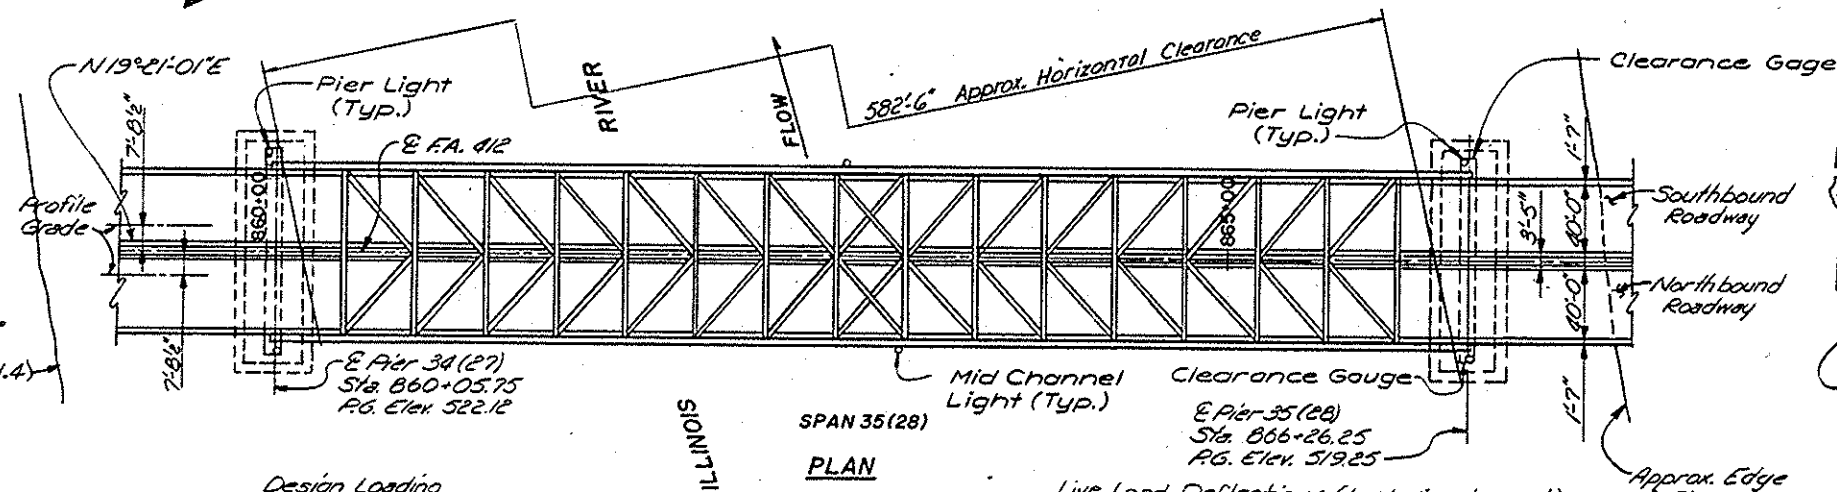 N19°-21'-01"E
Pier Light
(Typ.)
RIVER
FLOW
582'-6" Approx. Horizontal Clearance
Clearance Gage
Pier Light
(Typ.)
7'-8½"
℄ F.A. 412
1'-7"
Profile
Grade
860+00
865+00
3'-5"
40'-0"
Southbound
Roadway
40'-0"
Northbound
Roadway
7'-8½"
℄ Pier 34(27)
Sta. 860+05.75
P.G. Elev. 522.12
Mid Channel
Light (Typ.)
Clearance Gauge
1'-7"
ILLINOIS
SPAN 35(28)
℄ Pier 35(28)
Sta. 866+26.25
P.G. Elev. 519.25
PLAN
Approx. Edge
Design Loading